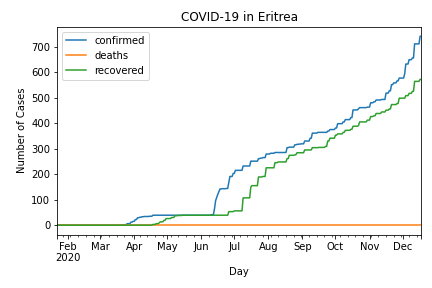 COVID-19 in Eritrea
confirmed
deaths
recovered
Number of Cases
700
600
500
400
300
200
100
0
Feb Mar Apr May Jun Jul Aug Sep Oct Nov Dec
2020
Day